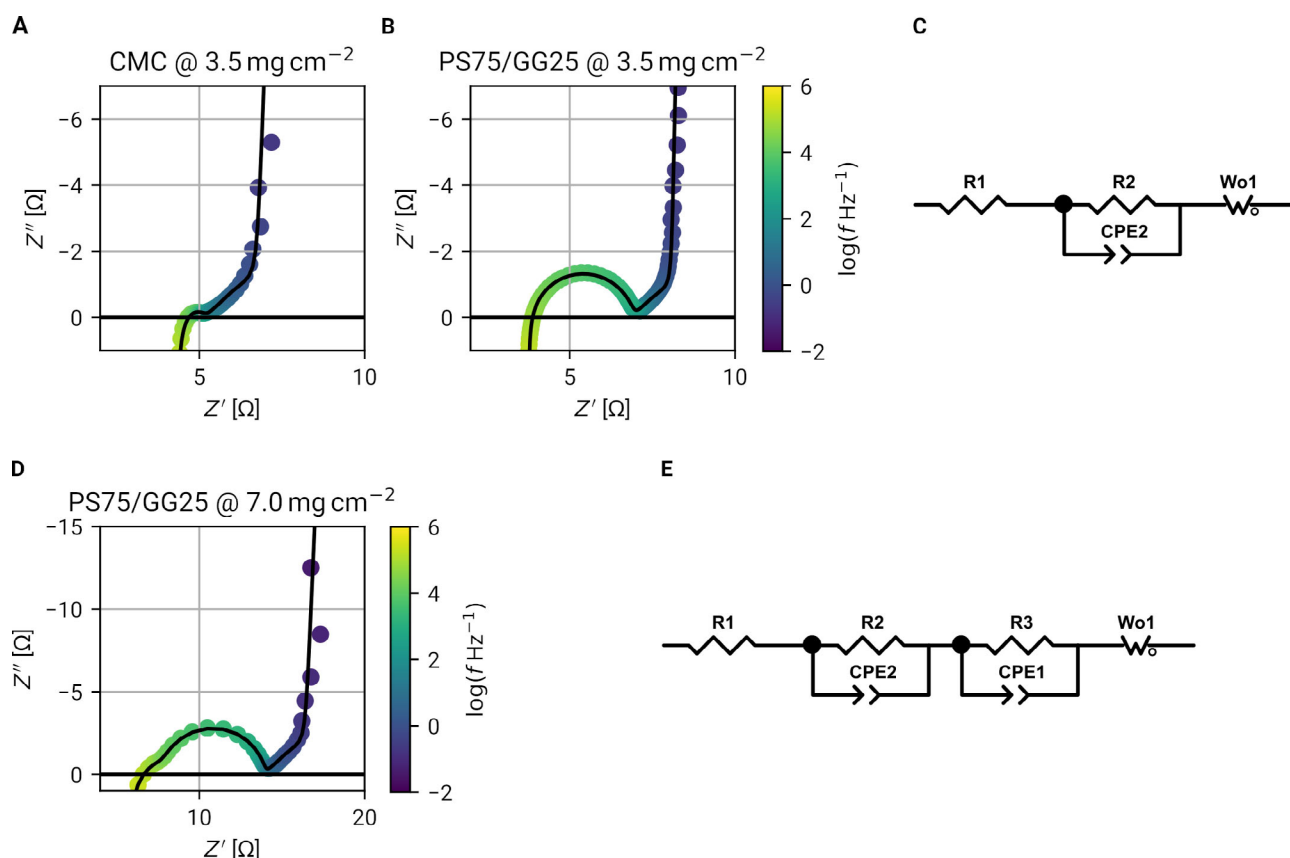 A
B
C
CMC @ 3.5 mg cm⁻²
PS75/GG25 @ 3.5 mg cm⁻²
−6
−4
−2
0
Z′′ [Ω]
5
10
Z′ [Ω]
−6
−4
−2
0
Z′′ [Ω]
5
10
Z′ [Ω]
6
4
2
0
−2
log(f Hz⁻¹)
R1
R2
CPE2
Wo1
D
E
PS75/GG25 @ 7.0 mg cm⁻²
−15
−10
−5
0
Z′′ [Ω]
10
20
Z′ [Ω]
6
4
2
0
−2
log(f Hz⁻¹)
R1
R2
R3
Wo1
CPE2
CPE1